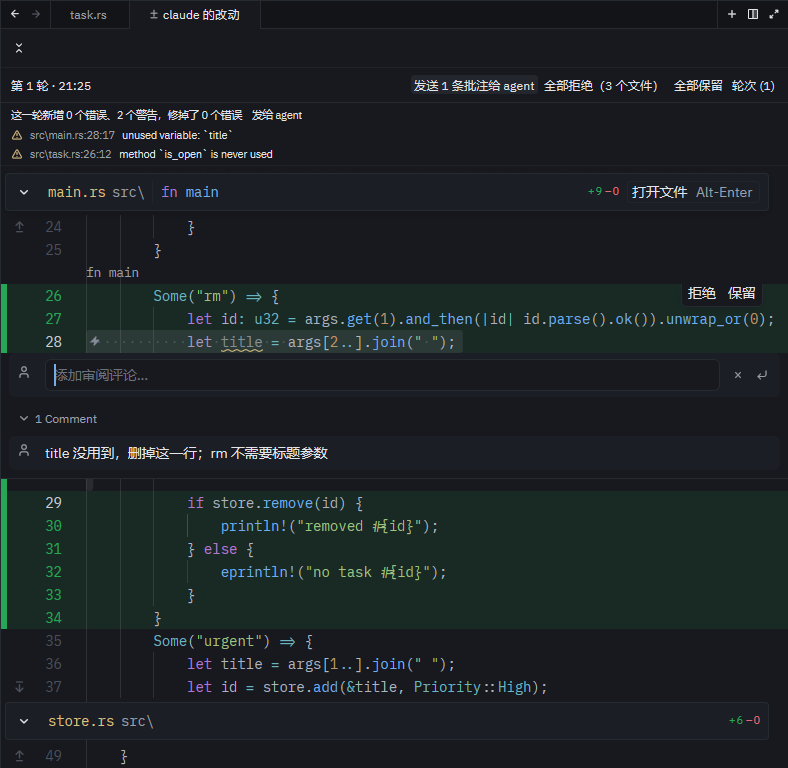 task.rs
± claude 的改动
第 1 轮 · 21:25
发送 1 条批注给 agent 全部拒绝（3 个文件） 全部保留 轮次 (1)
这一轮新增 0 个错误、2 个警告，修掉了 0 个错误 发给 agent
src\main.rs:28:17 unused variable: `title`
src\task.rs:26:12 method `is_open` is never used
main.rs src\ fn main +9 −0 打开文件 Alt-Enter
24 }
25 }
fn main
26 Some("rm") => {
拒绝 保留
27 let id: u32 = args.get(1).and_then(|id| id.parse().ok()).unwrap_or(0);
28 let title = args[2..].join(" ");
添加审阅评论...
1 Comment
title 没用到，删掉这一行；rm 不需要标题参数
29 if store.remove(id) {
30 println!("removed #{id}");
31 } else {
32 eprintln!("no task #{id}");
33 }
34 }
35 Some("urgent") => {
36 let title = args[1..].join(" ");
37 let id = store.add(&title, Priority::High);
store.rs src\ +6 −0
49 }